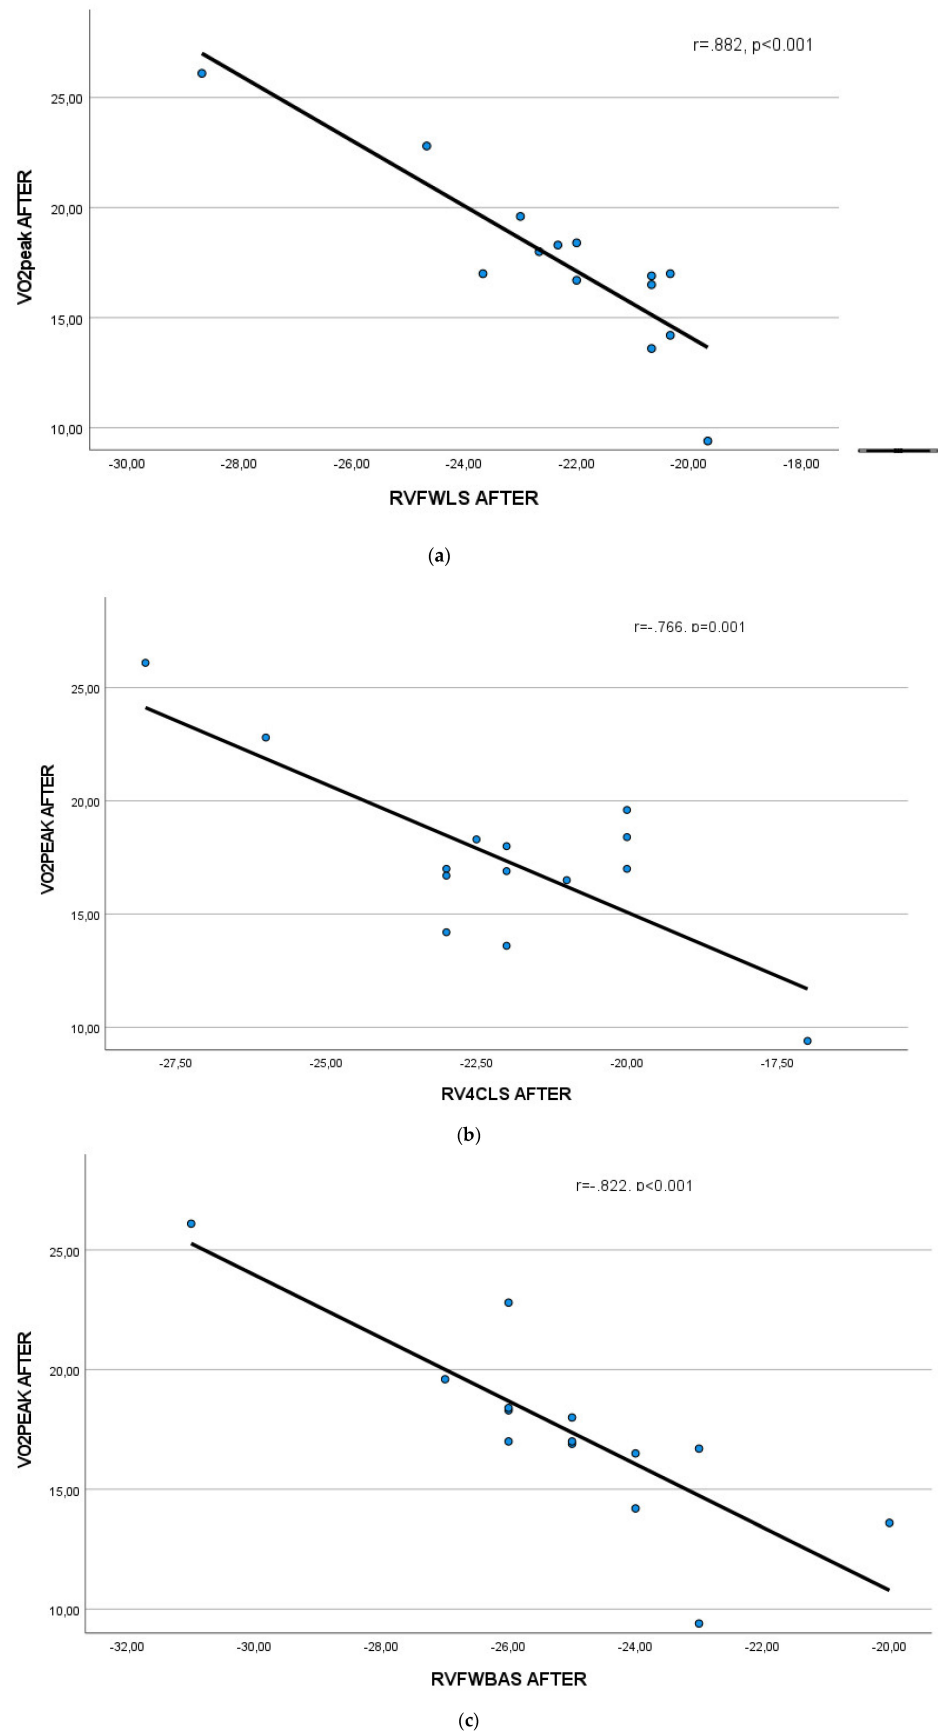 r=.882, p<0.001
25,00
20,00
15,00
10,00
VO2peak AFTER
-30,00 -28,00 -26,00 -24,00 -22,00 -20,00 -18,00
RVFWLS AFTER
(a)
r=-.766, p=0.001
25,00
20,00
15,00
10,00
VO2PEAK AFTER
-27,50 -25,00 -22,50 -20,00 -17,50
RV4CLS AFTER
(b)
r=-.822, p<0.001
25,00
20,00
15,00
10,00
VO2PEAK AFTER
-32,00 -30,00 -28,00 -26,00 -24,00 -22,00 -20,00
RVFWBAS AFTER
(c)